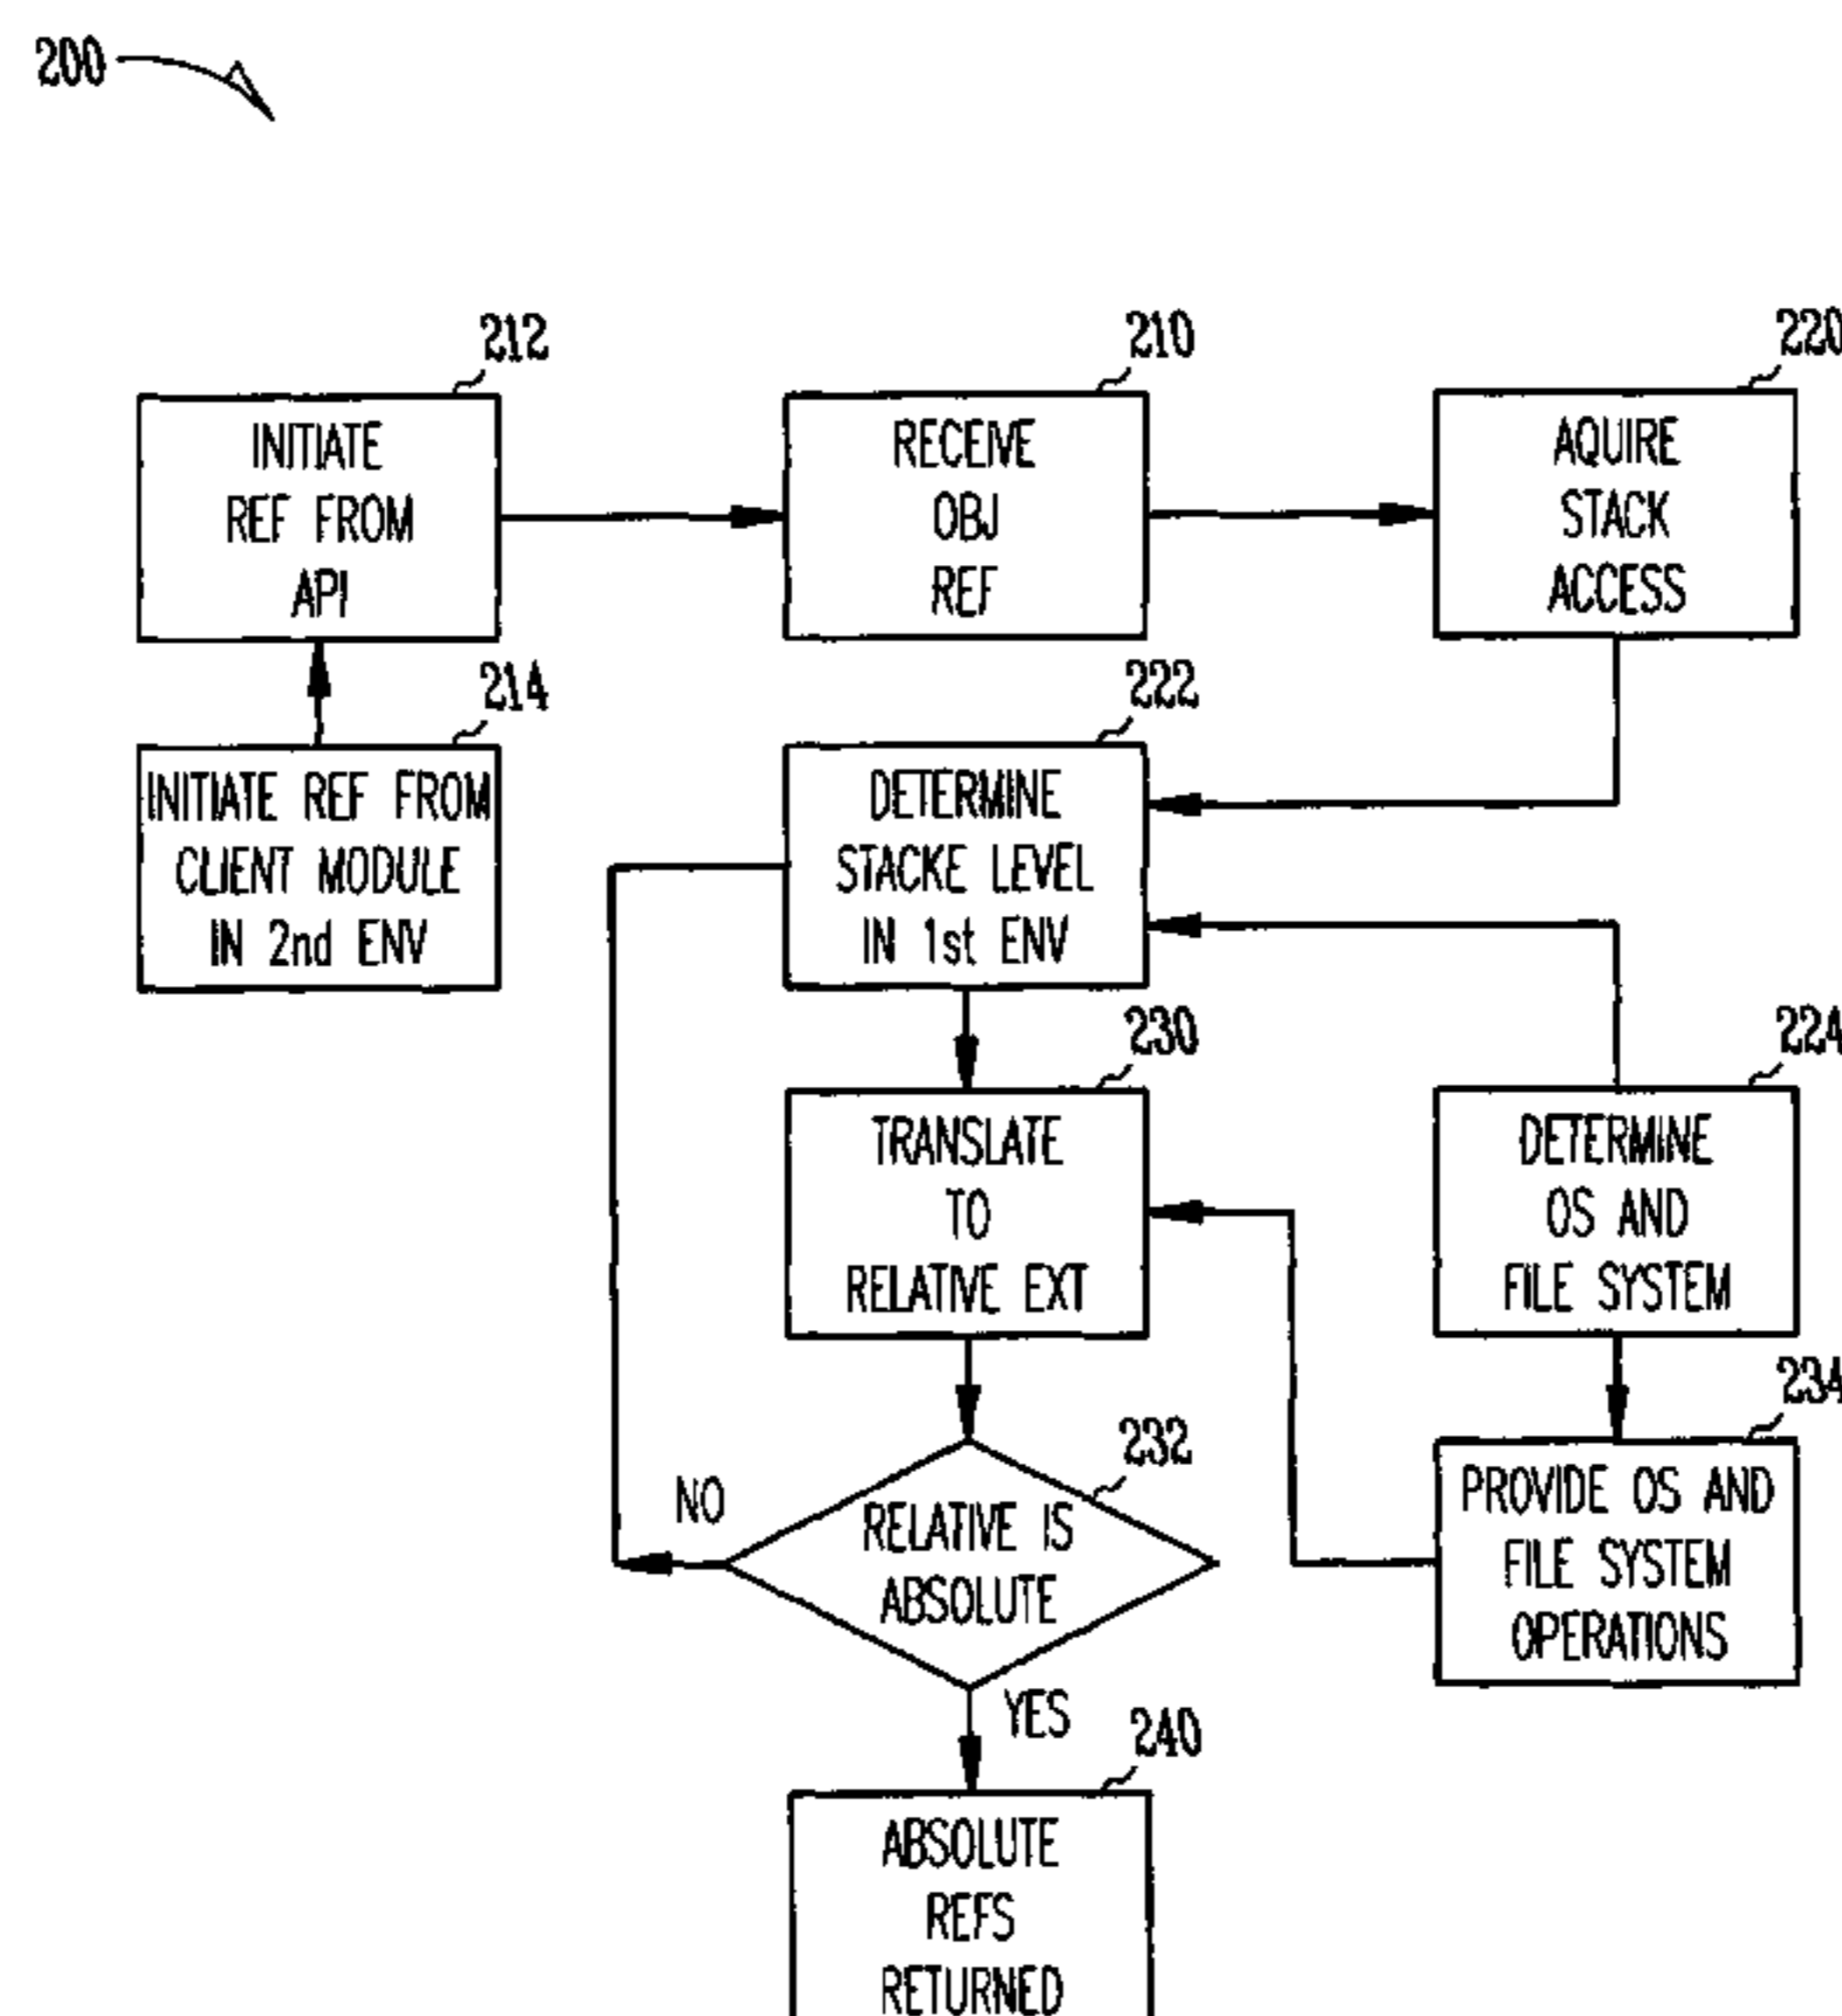 200
212
INITIATE
REF FROM
API
210
RECEIVE
OBJ
REF
220
AQUIRE
STACK
ACCESS
214
INITIATE REF FROM
CLIENT MODULE
IN 2nd ENV
222
DETERMINE
STACKE LEVEL
IN 1st ENV
230
TRANSLATE
TO
RELATIVE EXT
224
DETERMINE
OS AND
FILE SYSTEM
232
RELATIVE IS
ABSOLUTE
NO
YES
234
PROVIDE OS AND
FILE SYSTEM
OPERATIONS
240
ABSOLUTE
REFS
RETURNED